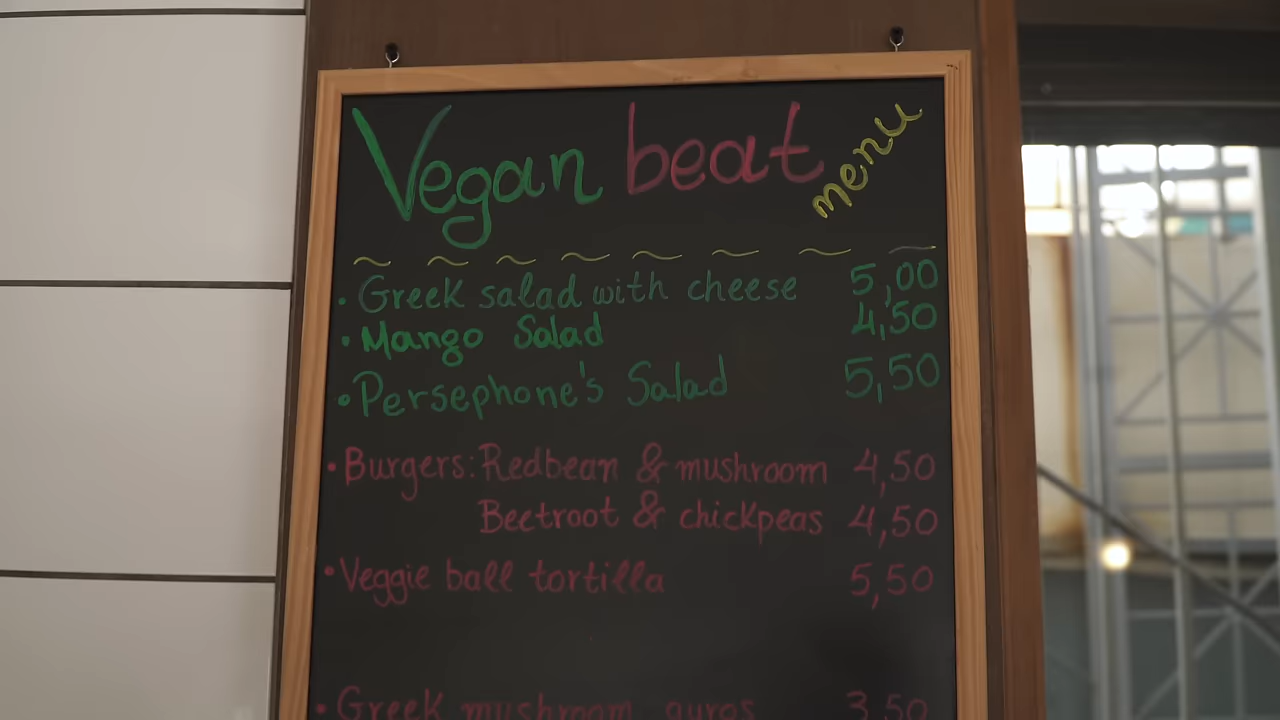 Vegan beat menu
• Greek salad with cheese 5,00
• Mango Salad 4,50
• Persephone's Salad 5,50
• Burgers: Redbean & mushroom 4,50
Beetroot & chickpeas 4,50
• Veggie ball tortilla 5,50
• Greek mushroom gyros 3,50